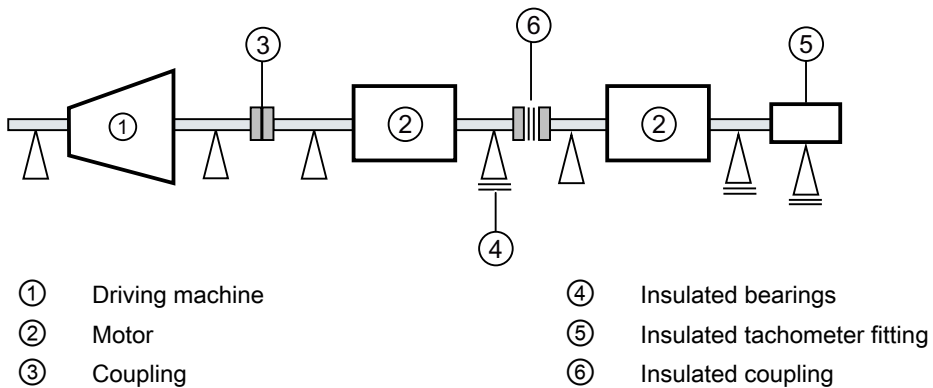 ③
⑥
⑤
①
②
②
④
① Driving machine
② Motor
③ Coupling
④ Insulated bearings
⑤ Insulated tachometer fitting
⑥ Insulated coupling